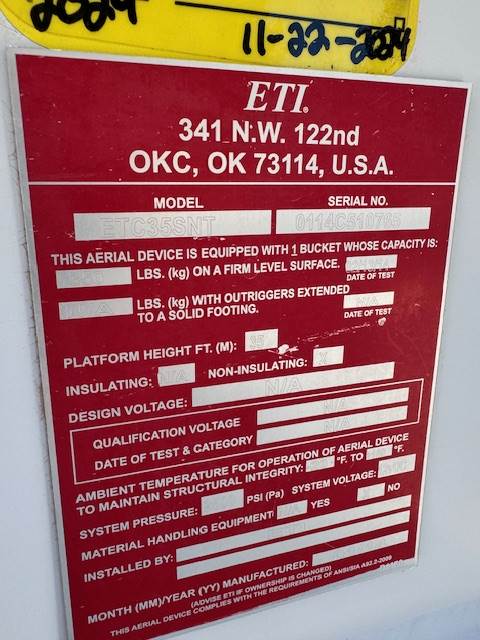 2024
11-22-2024
ETI.
341 N.W. 122nd
OKC, OK 73114, U.S.A.
MODEL SERIAL NO.
ETC35SNT
THIS AERIAL DEVICE IS EQUIPPED WITH 1 BUCKET WHOSE CAPACITY IS:
LBS. (kg) ON A FIRM LEVEL SURFACE. DATE OF TEST
LBS. (kg) WITH OUTRIGGERS EXTENDED N/A
TO A SOLID FOOTING. DATE OF TEST
PLATFORM HEIGHT FT. (M): 35
INSULATING: N/A NON-INSULATING: X
DESIGN VOLTAGE: N/A
QUALIFICATION VOLTAGE N/A
DATE OF TEST & CATEGORY N/A
AMBIENT TEMPERATURE FOR OPERATION OF AERIAL DEVICE
TO MAINTAIN STRUCTURAL INTEGRITY: °F. TO °F.
SYSTEM PRESSURE: PSI (Pa) SYSTEM VOLTAGE:
MATERIAL HANDLING EQUIPMENT: N/A YES NO
INSTALLED BY:
MONTH (MM)/YEAR (YY) MANUFACTURED:
(ADVISE ETI IF OWNERSHIP IS CHANGED)
THIS AERIAL DEVICE COMPLIES WITH THE REQUIREMENTS OF ANSI/SIA A93.2-2009